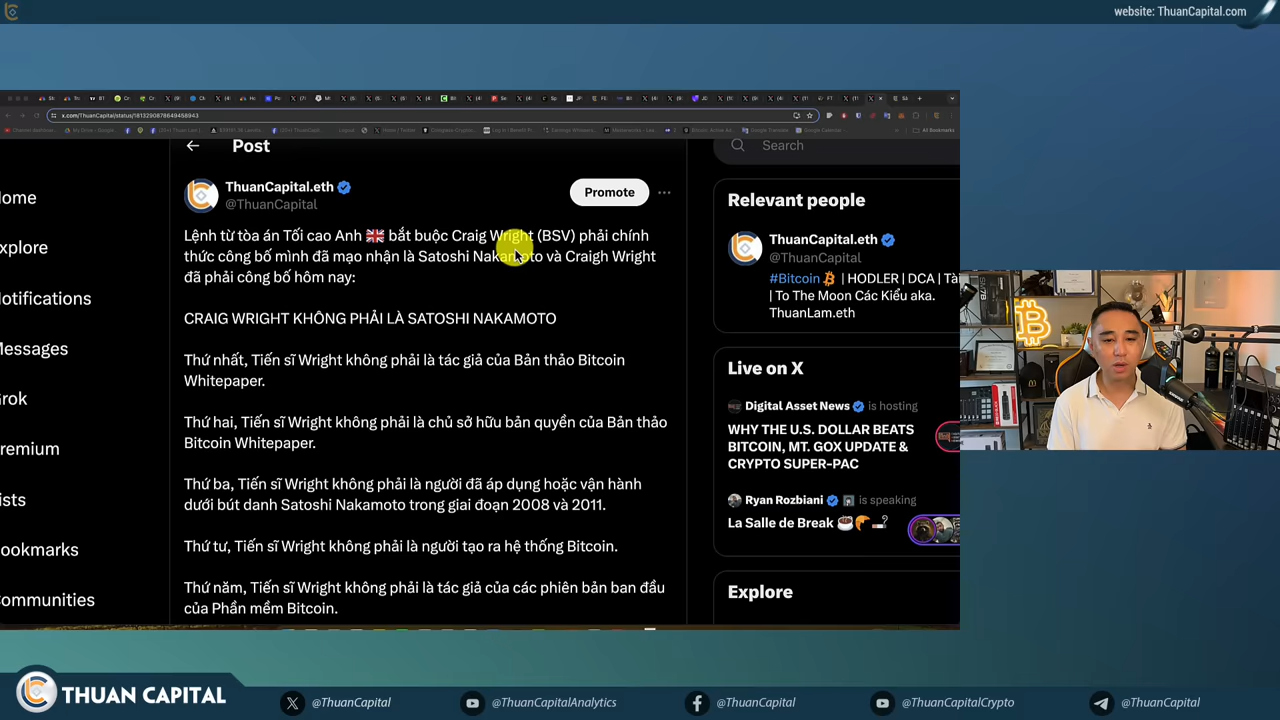 website: ThuanCapital.com
x.com/ThuanCapital/status/1813290878649458943
Post
Search
ThuanCapital.eth
@ThuanCapital
Promote
Lệnh từ tòa án Tối cao Anh 🇬🇧 bắt buộc Craig Wright (BSV) phải chính
thức công bố mình đã mạo nhận là Satoshi Nakamoto và Craigh Wright
đã phải công bố hôm nay:
CRAIG WRIGHT KHÔNG PHẢI LÀ SATOSHI NAKAMOTO
Thứ nhất, Tiến sĩ Wright không phải là tác giả của Bản thảo Bitcoin
Whitepaper.
Thứ hai, Tiến sĩ Wright không phải là chủ sở hữu bản quyền của Bản thảo
Bitcoin Whitepaper.
Thứ ba, Tiến sĩ Wright không phải là người đã áp dụng hoặc vận hành
dưới bút danh Satoshi Nakamoto trong giai đoạn 2008 và 2011.
Thứ tư, Tiến sĩ Wright không phải là người tạo ra hệ thống Bitcoin.
Thứ năm, Tiến sĩ Wright không phải là tác giả của các phiên bản ban đầu
của Phần mềm Bitcoin.
ome
xplore
otifications
essages
rok
remium
ists
ookmarks
ommunities
Relevant people
ThuanCapital.eth
@ThuanCapital
#Bitcoin | HODLER | DCA | Tà
| To The Moon Các Kiểu aka.
ThuanLam.eth
Live on X
Digital Asset News is hosting
WHY THE U.S. DOLLAR BEATS
BITCOIN, MT. GOX UPDATE &
CRYPTO SUPER-PAC
Ryan Rozbiani is speaking
La Salle de Break
Explore
THUAN CAPITAL
@ThuanCapital
@ThuanCapitalAnalytics
@ThuanCapital
@ThuanCapitalCrypto
@ThuanCapital